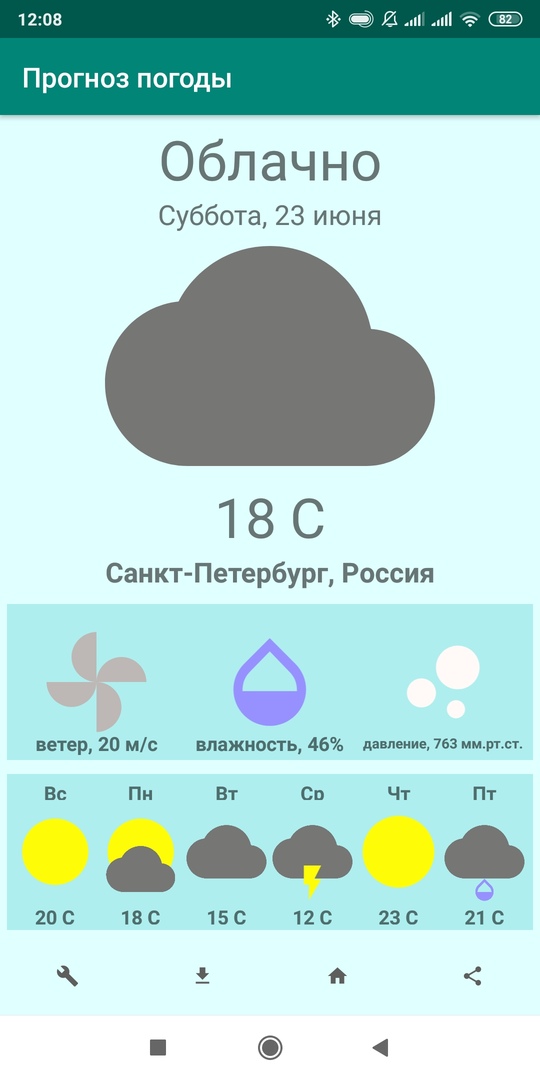 12:08
82
Прогноз погоды
Облачно
Суббота, 23 июня
18 С
Санкт-Петербург, Россия
ветер, 20 м/с влажность, 46% давление, 763 мм.рт.ст.
Вс Пн Вт Ср Чт Пт
20 С 18 С 15 С 12 С 23 С 21 С